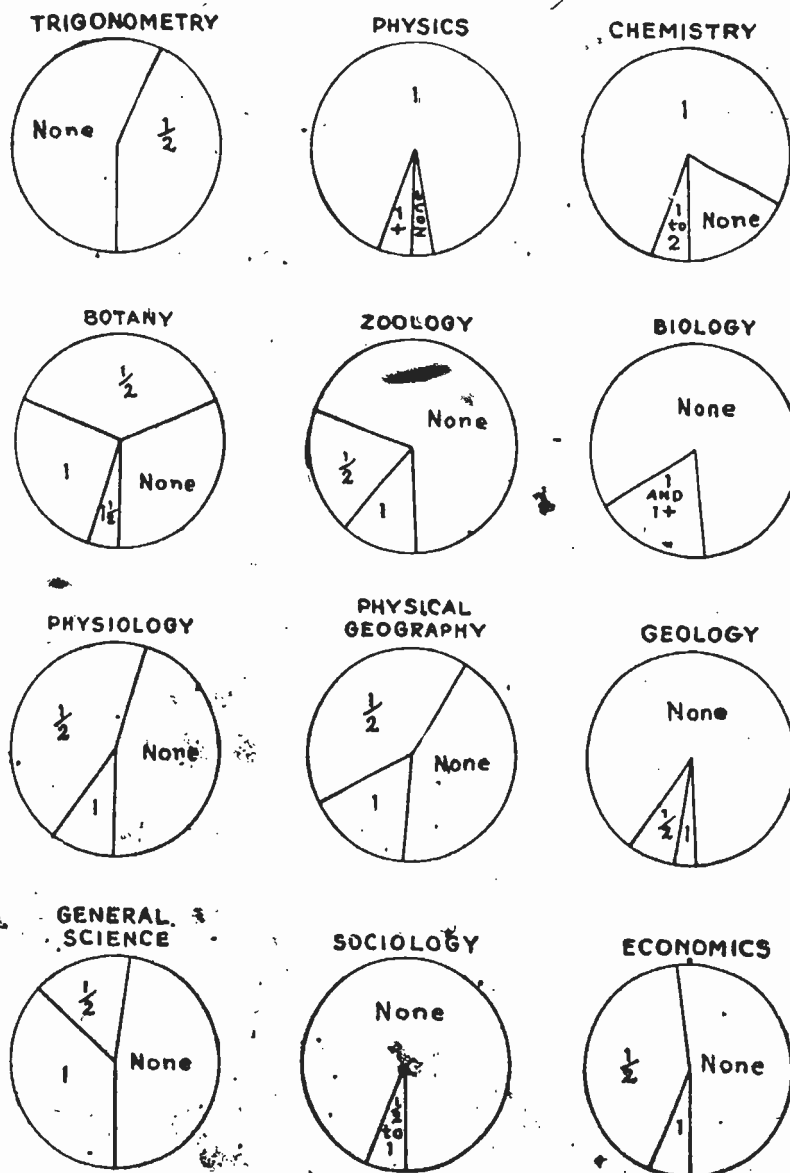 TRIGONOMETRY
None
1/2
PHYSICS
1
1
+
None
CHEMISTRY
1
1
to
2
None
BOTANY
1/2
1
1 1/2
None
ZOOLOGY
None
1/2
1
BIOLOGY
None
1
AND
1+
PHYSIOLOGY
1/2
None
1
PHYSICAL
GEOGRAPHY
1/2
None
1
GEOLOGY
None
1/2
1
GENERAL
SCIENCE
1/2
None
1
SOCIOLOGY
None
1/2
to
1
ECONOMICS
1/2
None
1